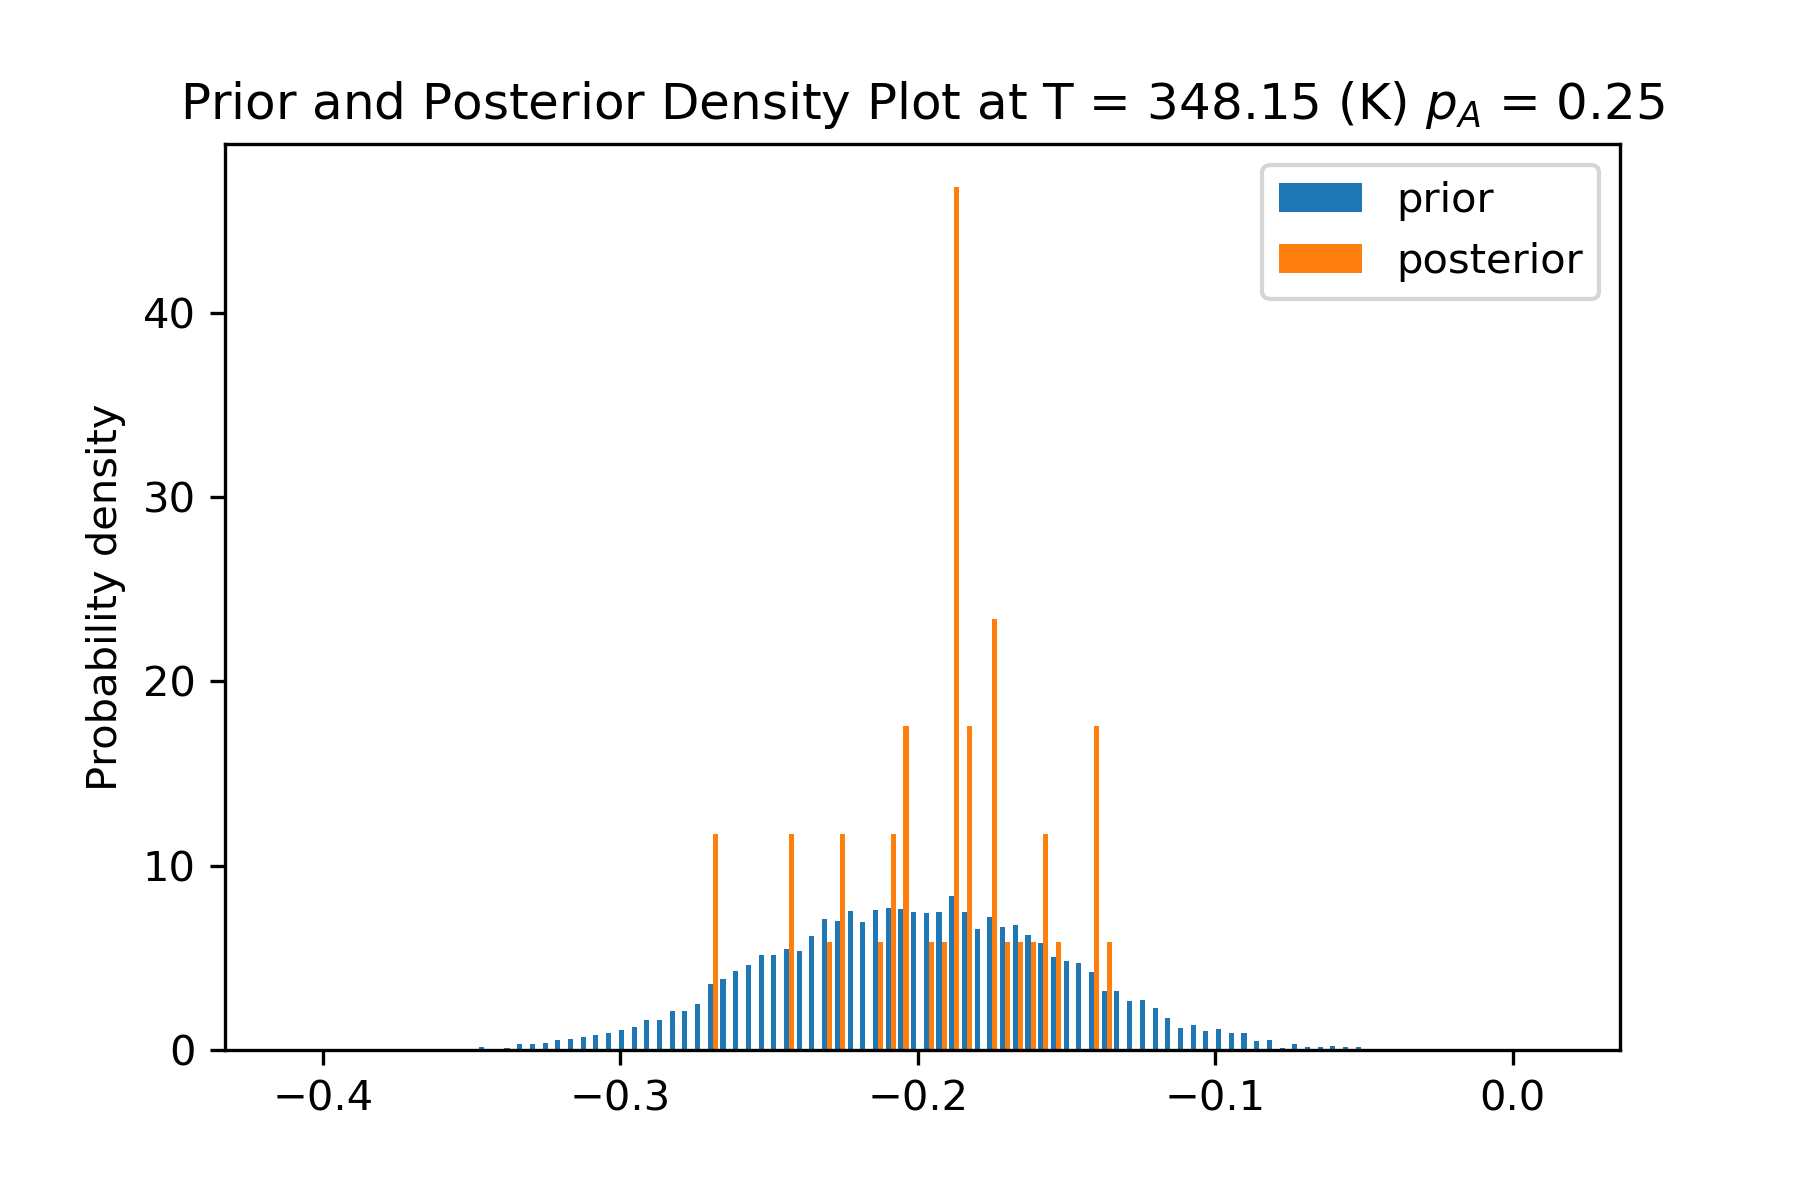 Prior and Posterior Density Plot at T = 348.15 (K) p_A = 0.25
prior
posterior
Probability density
40
30
20
10
0
−0.4 −0.3 −0.2 −0.1 0.0